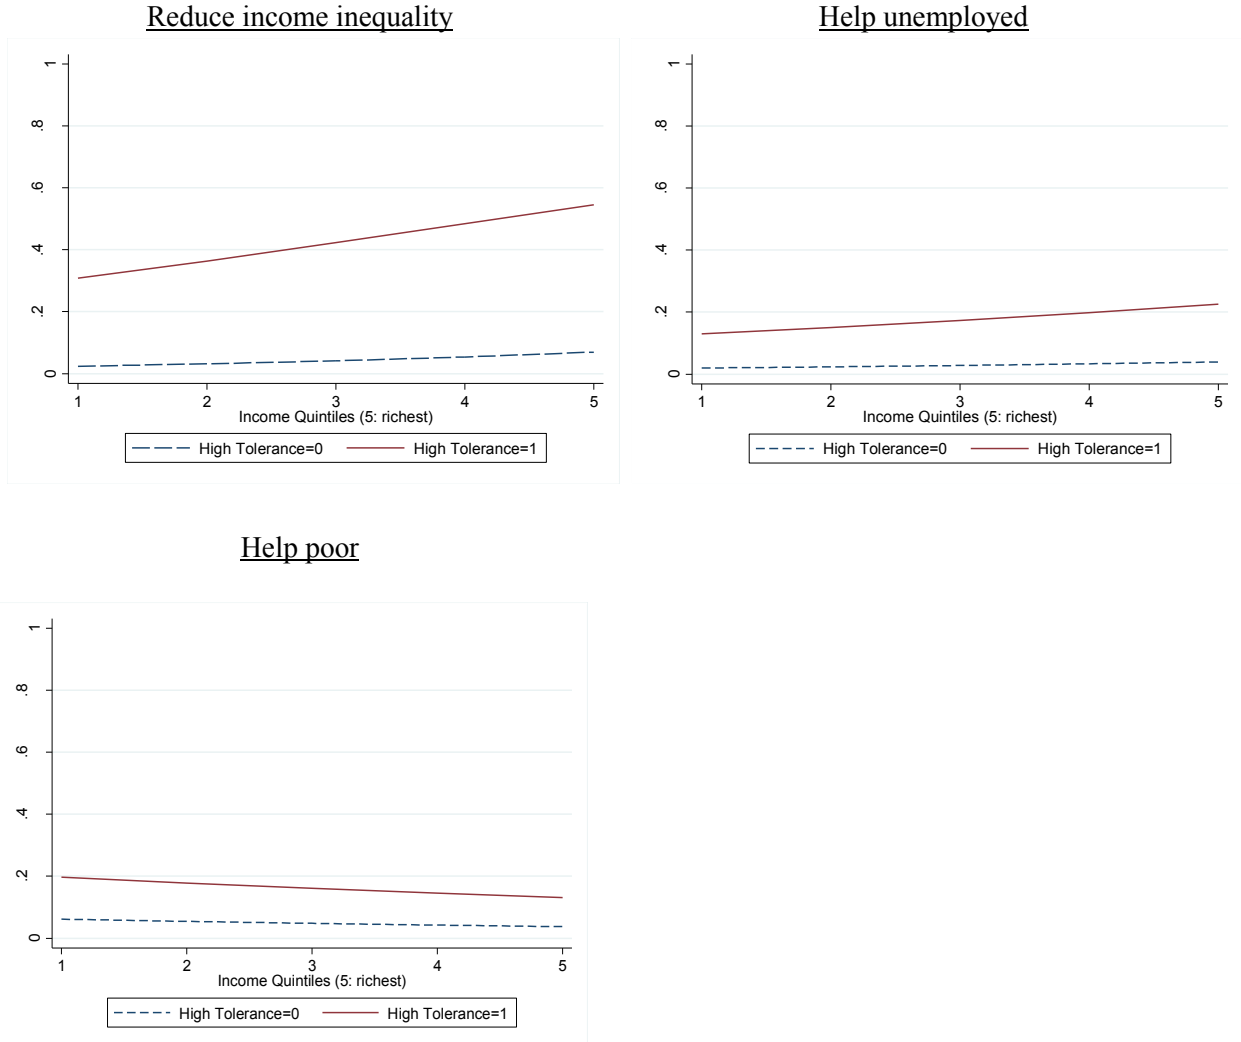 Reduce income inequality
1
.8
.6
.4
.2
0
1 2 3 4 5
Income Quintiles (5: richest)
High Tolerance=0 High Tolerance=1
Help unemployed
1
.8
.6
.4
.2
0
1 2 3 4 5
Income Quintiles (5: richest)
High Tolerance=0 High Tolerance=1
Help poor
1
.8
.6
.4
.2
0
1 2 3 4 5
Income Quintiles (5: richest)
High Tolerance=0 High Tolerance=1